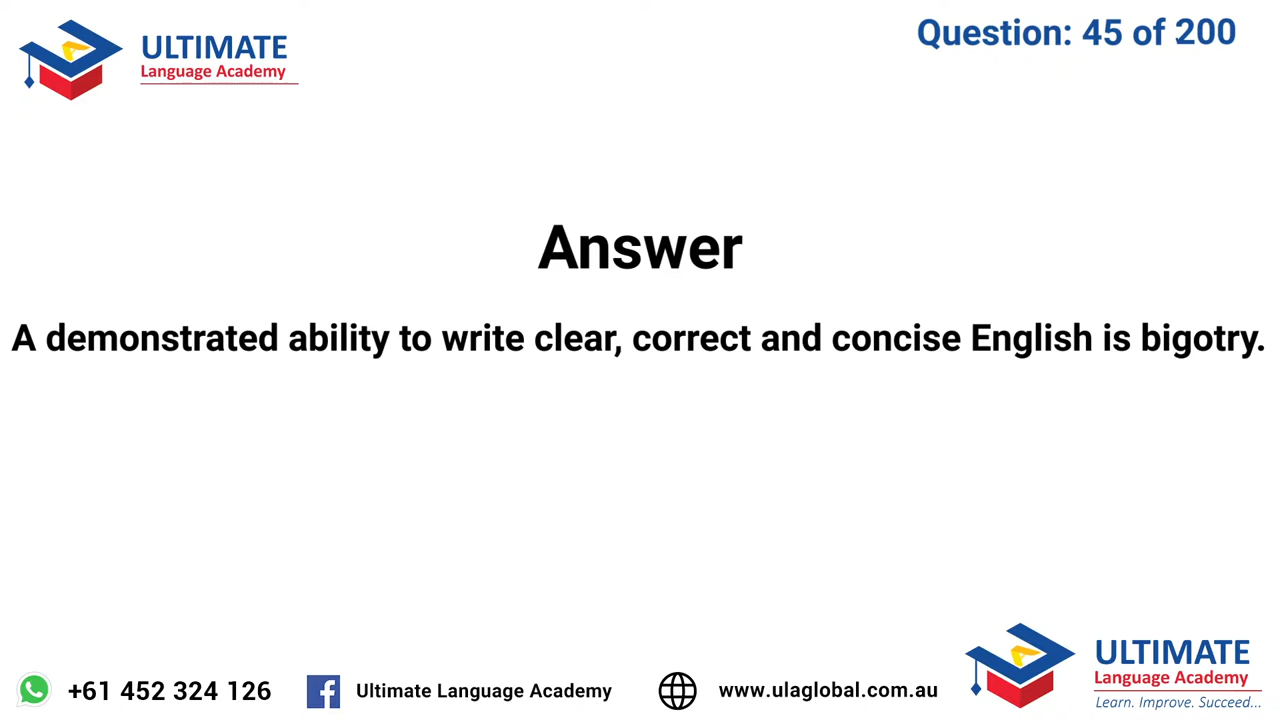 ULTIMATE
Language Academy
Question: 45 of 200
Answer
A demonstrated ability to write clear, correct and concise English is bigotry.
+61 452 324 126
Ultimate Language Academy
www.ulaglobal.com.au
ULTIMATE
Language Academy
Learn. Improve. Succeed...